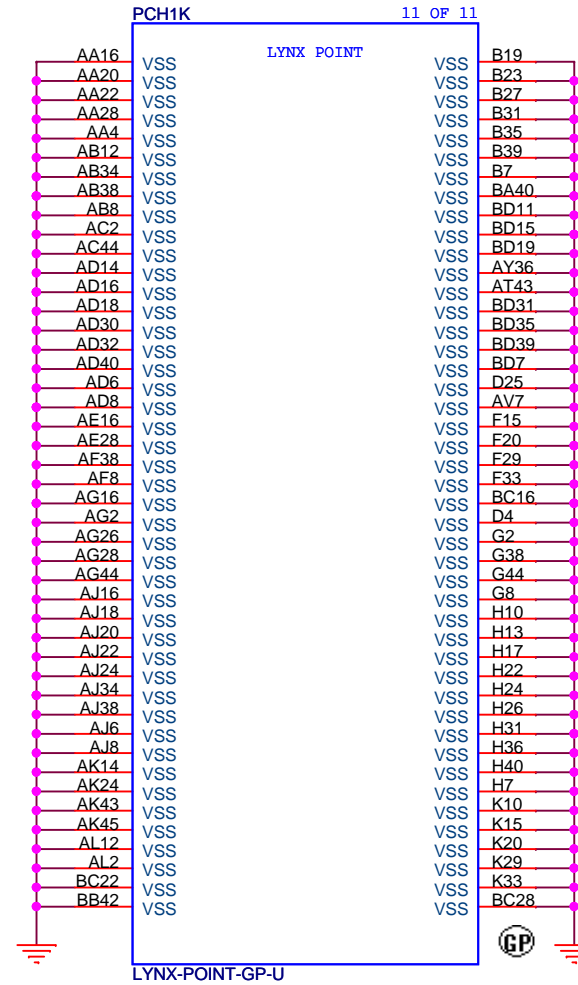 PCH1K 11 OF 11
LYNX POINT
AA16 VSS VSS B19
AA20 VSS VSS B23
AA22 VSS VSS B27
AA28 VSS VSS B31
AA4 VSS VSS B35
AB12 VSS VSS B39
AB34 VSS VSS B7
AB38 VSS VSS BA40
AB8 VSS VSS BD11
AC2 VSS VSS BD15
AC44 VSS VSS BD19
AD14 VSS VSS AY36
AD16 VSS VSS AT43
AD18 VSS VSS BD31
AD30 VSS VSS BD35
AD32 VSS VSS BD39
AD40 VSS VSS BD7
AD6 VSS VSS D25
AD8 VSS VSS AV7
AE16 VSS VSS F15
AE28 VSS VSS F20
AF38 VSS VSS F29
AF8 VSS VSS F33
AG16 VSS VSS BC16
AG2 VSS VSS D4
AG26 VSS VSS G2
AG28 VSS VSS G38
AG44 VSS VSS G44
AJ16 VSS VSS G8
AJ18 VSS VSS H10
AJ20 VSS VSS H13
AJ22 VSS VSS H17
AJ24 VSS VSS H22
AJ34 VSS VSS H24
AJ38 VSS VSS H26
AJ6 VSS VSS H31
AJ8 VSS VSS H36
AK14 VSS VSS H40
AK24 VSS VSS H7
AK43 VSS VSS K10
AK45 VSS VSS K15
AL12 VSS VSS K20
AL2 VSS VSS K29
BC22 VSS VSS K33
BB42 VSS VSS BC28
GP
LYNX-POINT-GP-U